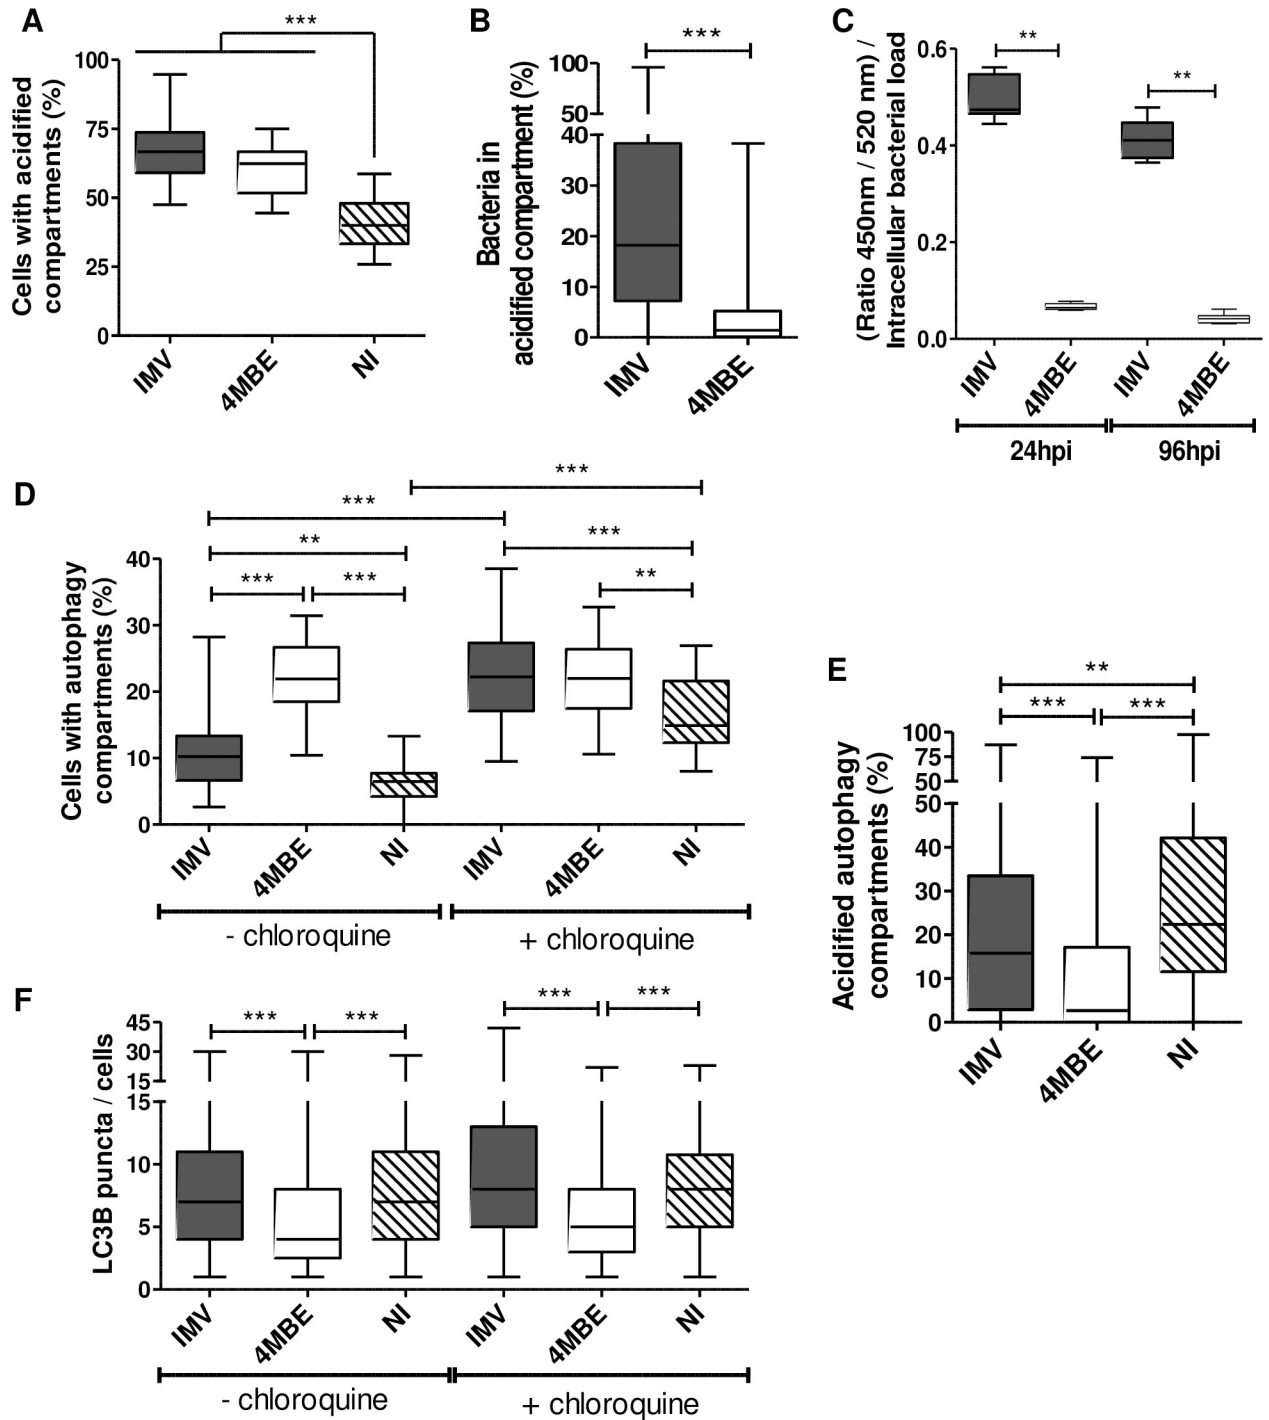 A
***
Cells with acidified
compartments (%)
100
75
50
25
0
IMV
4MBE
NI
B
***
Bacteria in
acidified compartment (%)
100
50
40
30
20
10
0
IMV
4MBE
C
**
**
(Ratio 450nm / 520 nm) /
Intracellular bacterial load
0.6
0.4
0.2
0.0
IMV
4MBE
IMV
4MBE
24hpi
96hpi
D
***
***
**
***
***
***
**
Cells with autophagy
compartments (%)
40
30
20
10
0
IMV
4MBE
NI
IMV
4MBE
NI
- chloroquine
+ chloroquine
E
**
***
***
Acidified autophagy
compartments (%)
100
75
50
50
40
30
20
10
0
IMV
4MBE
NI
F
***
***
***
***
LC3B puncta / cells
45
30
15
15
10
5
0
IMV
4MBE
NI
IMV
4MBE
NI
- chloroquine
+ chloroquine